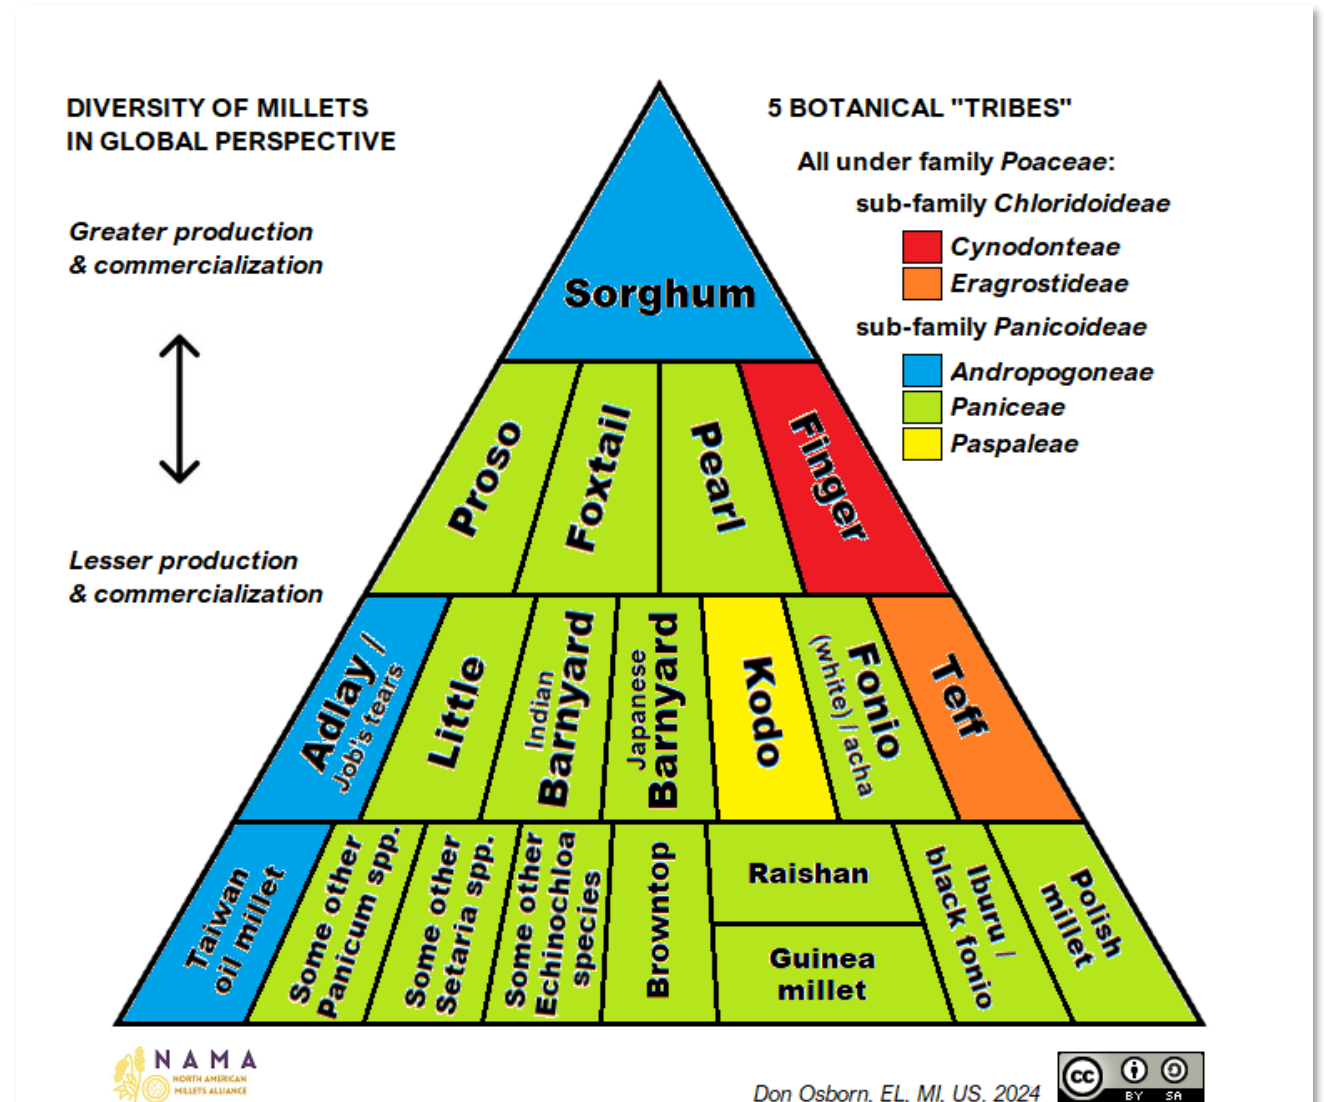 DIVERSITY OF MILLETS
IN GLOBAL PERSPECTIVE
Greater production
& commercialization
Lesser production
& commercialization
5 BOTANICAL "TRIBES"
All under family Poaceae:
sub-family Chloridoideae
Cynodonteae
Eragrostideae
sub-family Panicoideae
Andropogoneae
Paniceae
Paspaleae
Sorghum
Proso
Foxtail
Pearl
Finger
Adlay /
Job's tears
Little
Indian
Barnyard
Japanese
Barnyard
Kodo
Fonio
(white) / acha
Teff
Taiwan
oil millet
Some other
Panicum spp.
Some other
Setaria spp.
Some other
Echinochloa
species
Browntop
Raishan
Guinea
millet
Iburu /
black fonio
Polish
millet
NAMA
NORTH AMERICAN
MILLETS ALLIANCE
Don Osborn, EL, MI, US, 2024
cc
BY SA